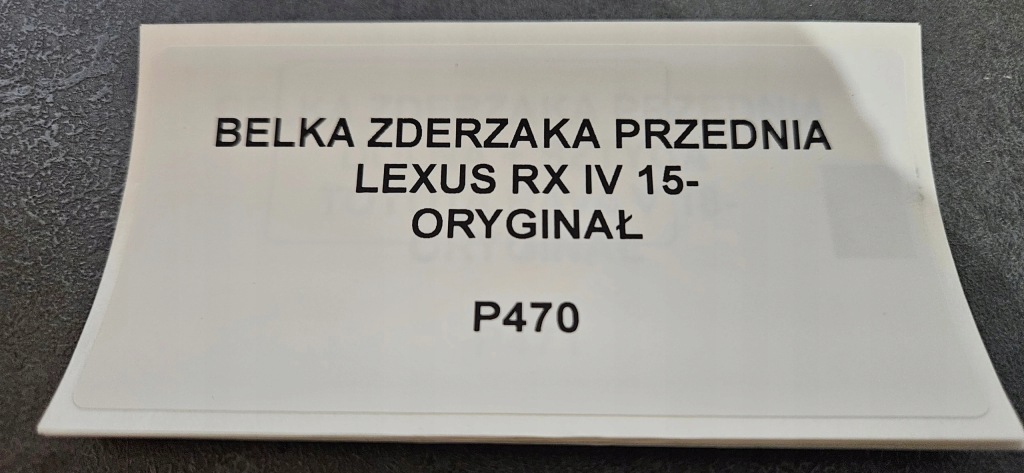 BELKA ZDERZAKA PRZEDNIA
LEXUS RX IV 15-
ORYGINAŁ
P470